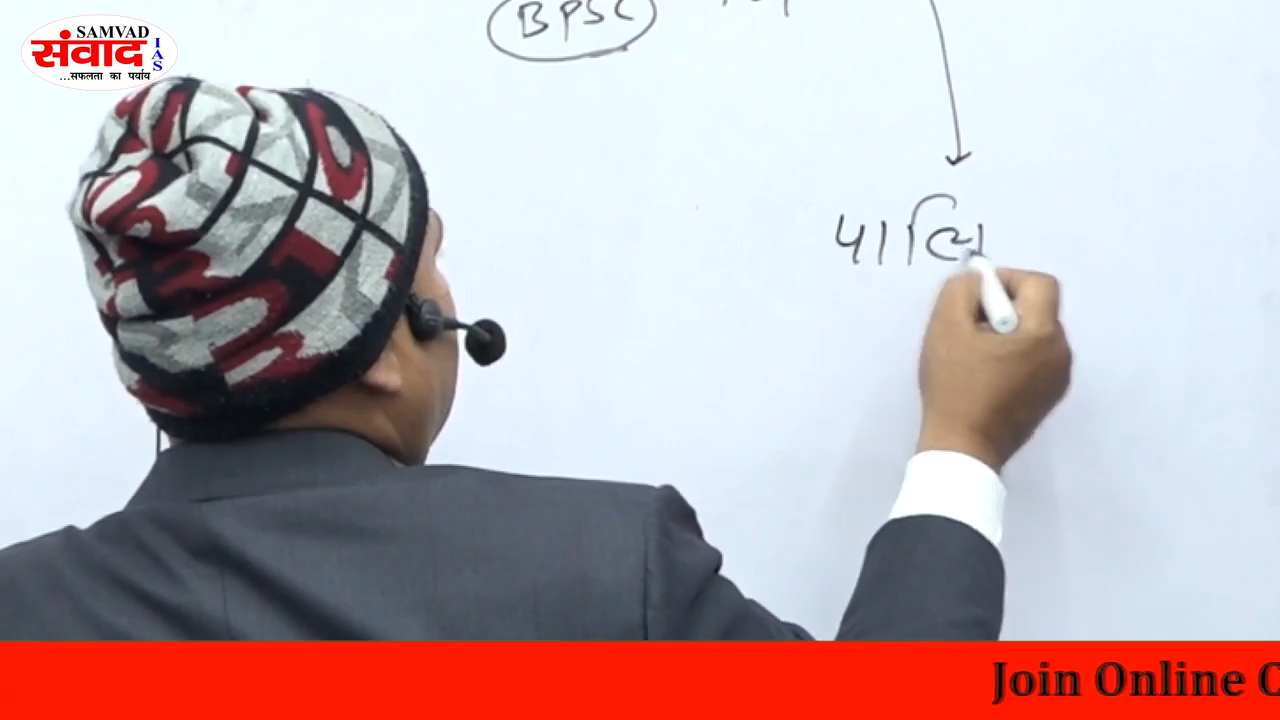 SAMVAD
संवाद
IAS
...सफलता का पर्याय
BPSC
Join Online C